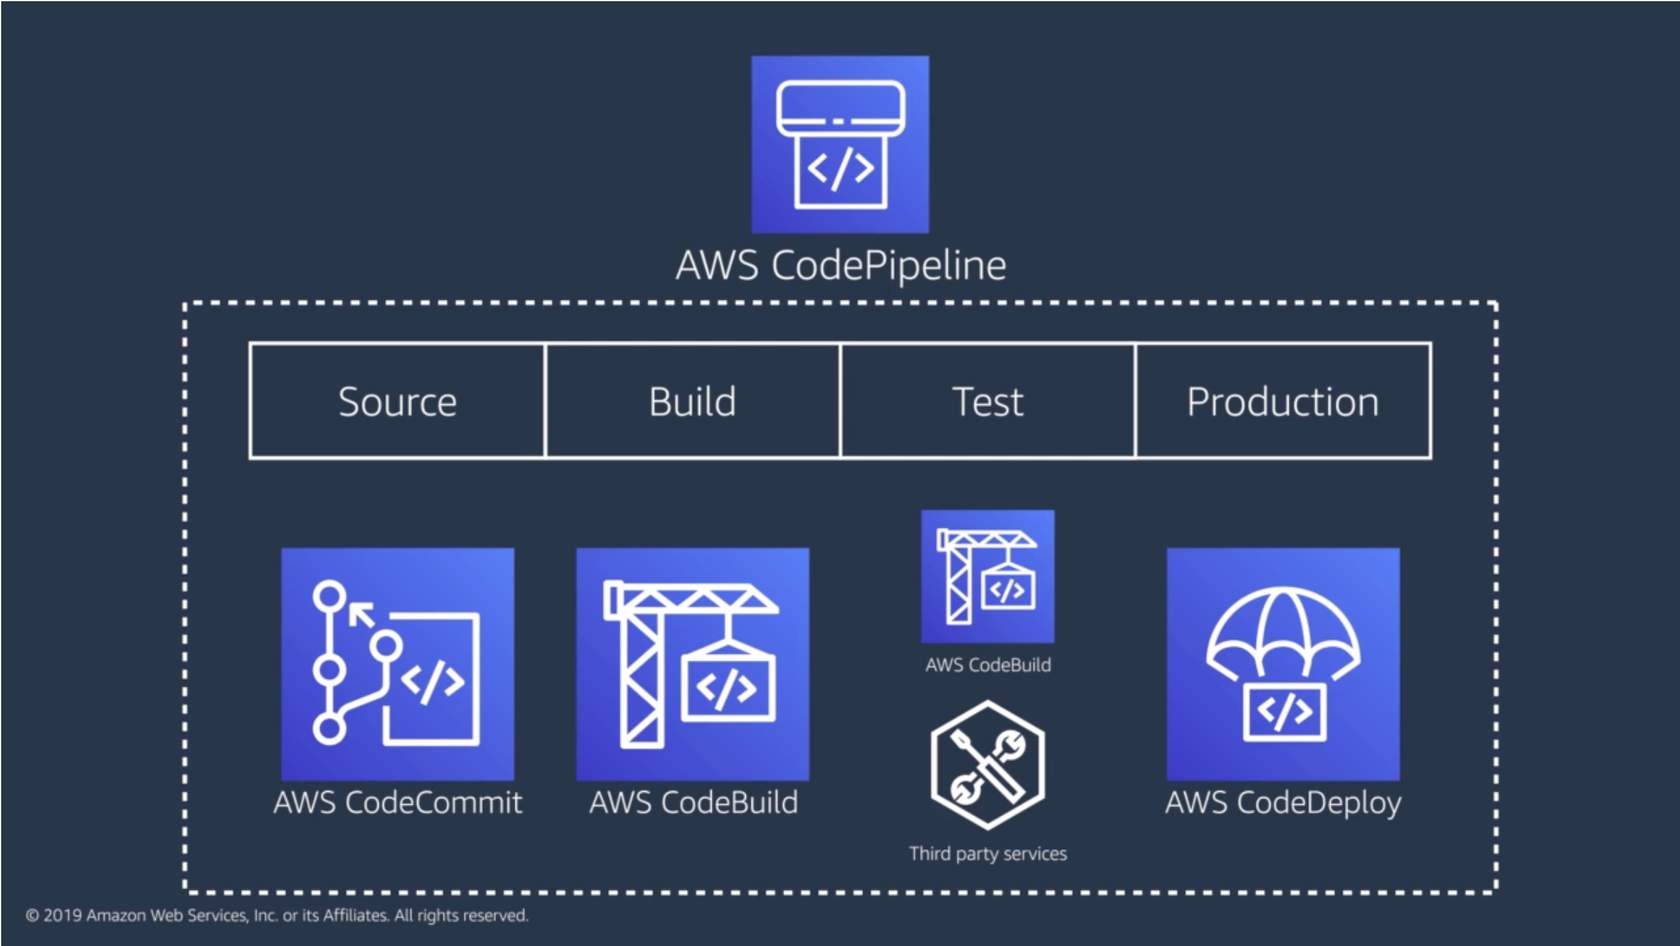 AWS CodePipeline
Source
Build
Test
Production
</>
</>
</>
</>
</>
AWS CodeCommit
AWS CodeBuild
AWS CodeBuild
Third party services
AWS CodeDeploy
© 2019 Amazon Web Services, Inc. or its Affiliates. All rights reserved.